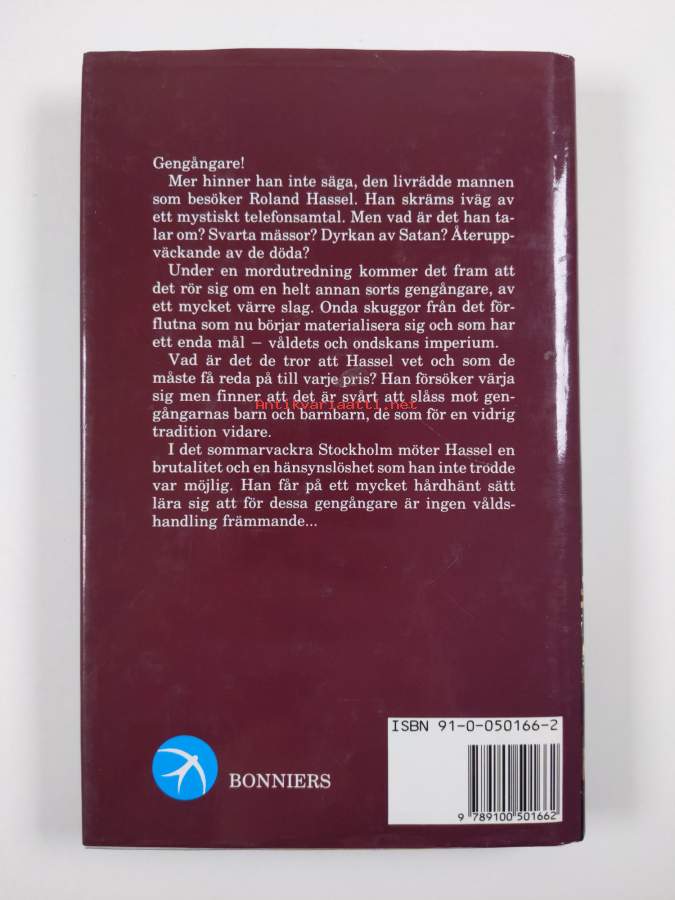 Gengångare!
Mer hinner han inte säga, den livrädde mannen
som besöker Roland Hassel. Han skräms iväg av
ett mystiskt telefonsamtal. Men vad är det han ta-
lar om? Svarta mässor? Dyrkan av Satan? Återupp-
väckande av de döda?
Under en mordutredning kommer det fram att
det rör sig om en helt annan sorts gengångare, av
ett mycket värre slag. Onda skuggor från det för-
flutna som nu börjar materialisera sig och som har
ett enda mål – våldets och ondskans imperium.
Vad är det de tror att Hassel vet och som de
måste få reda på till varje pris? Han försöker värja
sig men finner att det är svårt att slåss mot gen-
gångarnas barn och barnbarn, de som för en vidrig
tradition vidare.
I det sommarvackra Stockholm möter Hassel en
brutalitet och en hänsynslöshet som han inte trodde
var möjlig. Han får på ett mycket hårdhänt sätt
lära sig att för dessa gengångare är ingen vålds-
handling främmande...
Antikvariaatti.net
ISBN 91-0-050166-2
BONNIERS
9 789100 501662